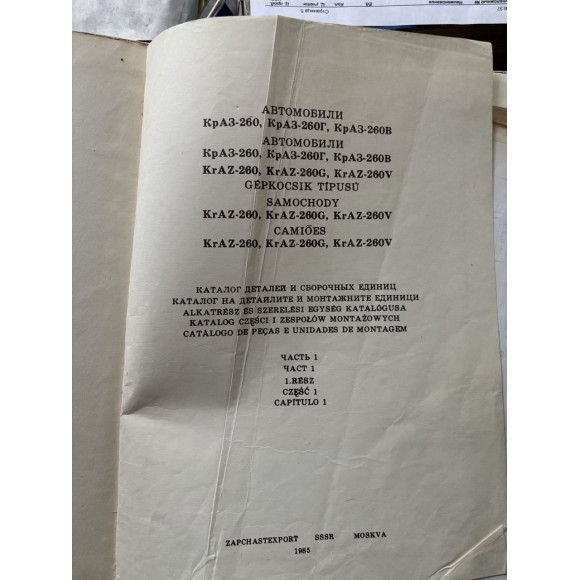 Страница 5
АВТОМОБИЛИ
КрАЗ-260, КрАЗ-260Г, КрАЗ-260В
АВТОМОБИЛИ
КрАЗ-260, КрАЗ-260Г, КрАЗ-260В
KrAZ-260, KrAZ-260G, KrAZ-260V
GÉPKOCSIK TÍPUSÚ
SAMOCHODY
KrAZ-260, KrAZ-260G, KrAZ-260V
CAMIÕES
KrAZ-260, KrAZ-260G, KrAZ-260V
КАТАЛОГ ДЕТАЛЕЙ И СБОРОЧНЫХ ЕДИНИЦ
КАТАЛОГ НА ДЕТАЙЛИТЕ И МОНТАЖНИТЕ ЕДИНИЦИ
ALKATRÉSZ ÉS SZERELÉSI EGYSÉG KATALÓGUSA
KATALOG CZĘŚCI I ZESPOŁÓW MONTAŻOWYCH
CATÁLOGO DE PEÇAS E UNIDADES DE MONTAGEM
ЧАСТЬ 1
ЧАСТ 1
1.RÉSZ
CZĘŚĆ 1
CAPÍTULO 1
ZAPCHASTEXPORT SSSR MOSKVA
1985